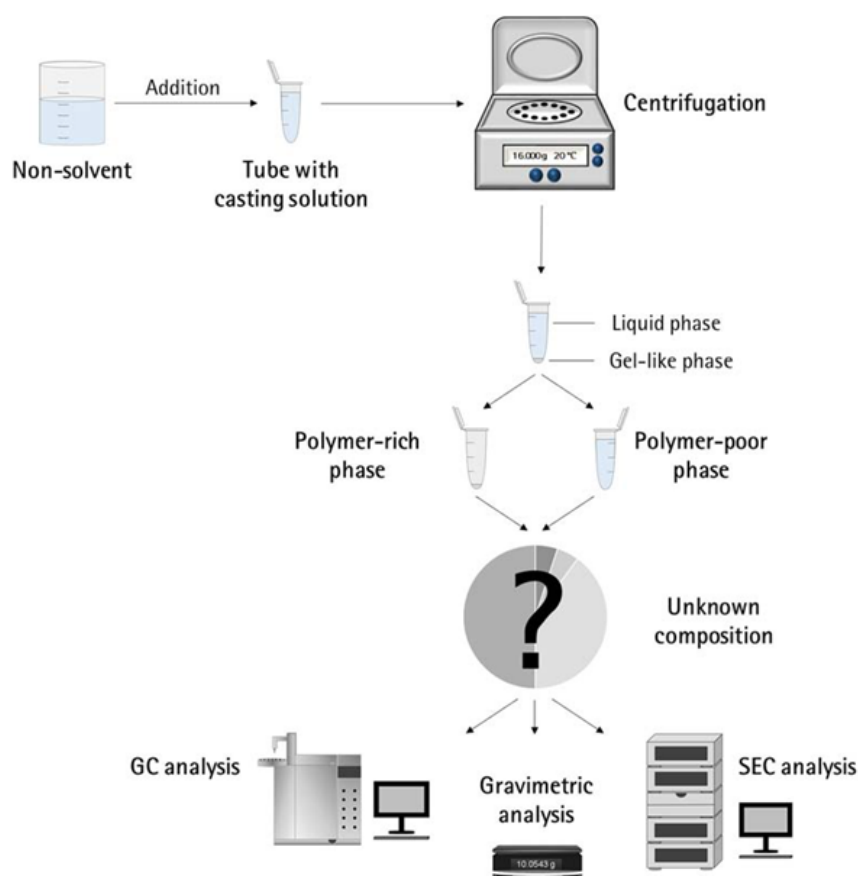 Addition
Non-solvent
Tube with
casting solution
Centrifugation
16.000g 20 °C
Liquid phase
Gel-like phase
Polymer-rich
phase
Polymer-poor
phase
?
Unknown
composition
GC analysis
Gravimetric
analysis
SEC analysis
10.0543 g